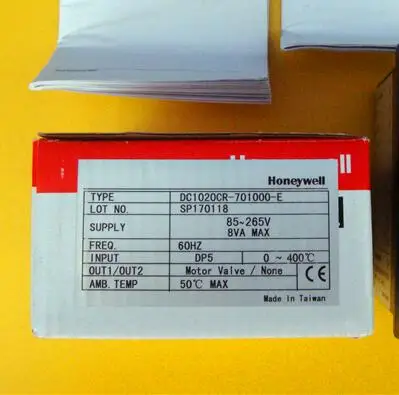 Honeywell
Honeywell
TYPE DC1020CR-701000-E
LOT NO. SP170118
SUPPLY 85~265V
8VA MAX
FREQ. 60HZ
INPUT DP5 0 ~ 400℃
OUT1/OUT2 Motor Valve / None
AMB. TEMP 50℃ MAX
CE
Made In Taiwan